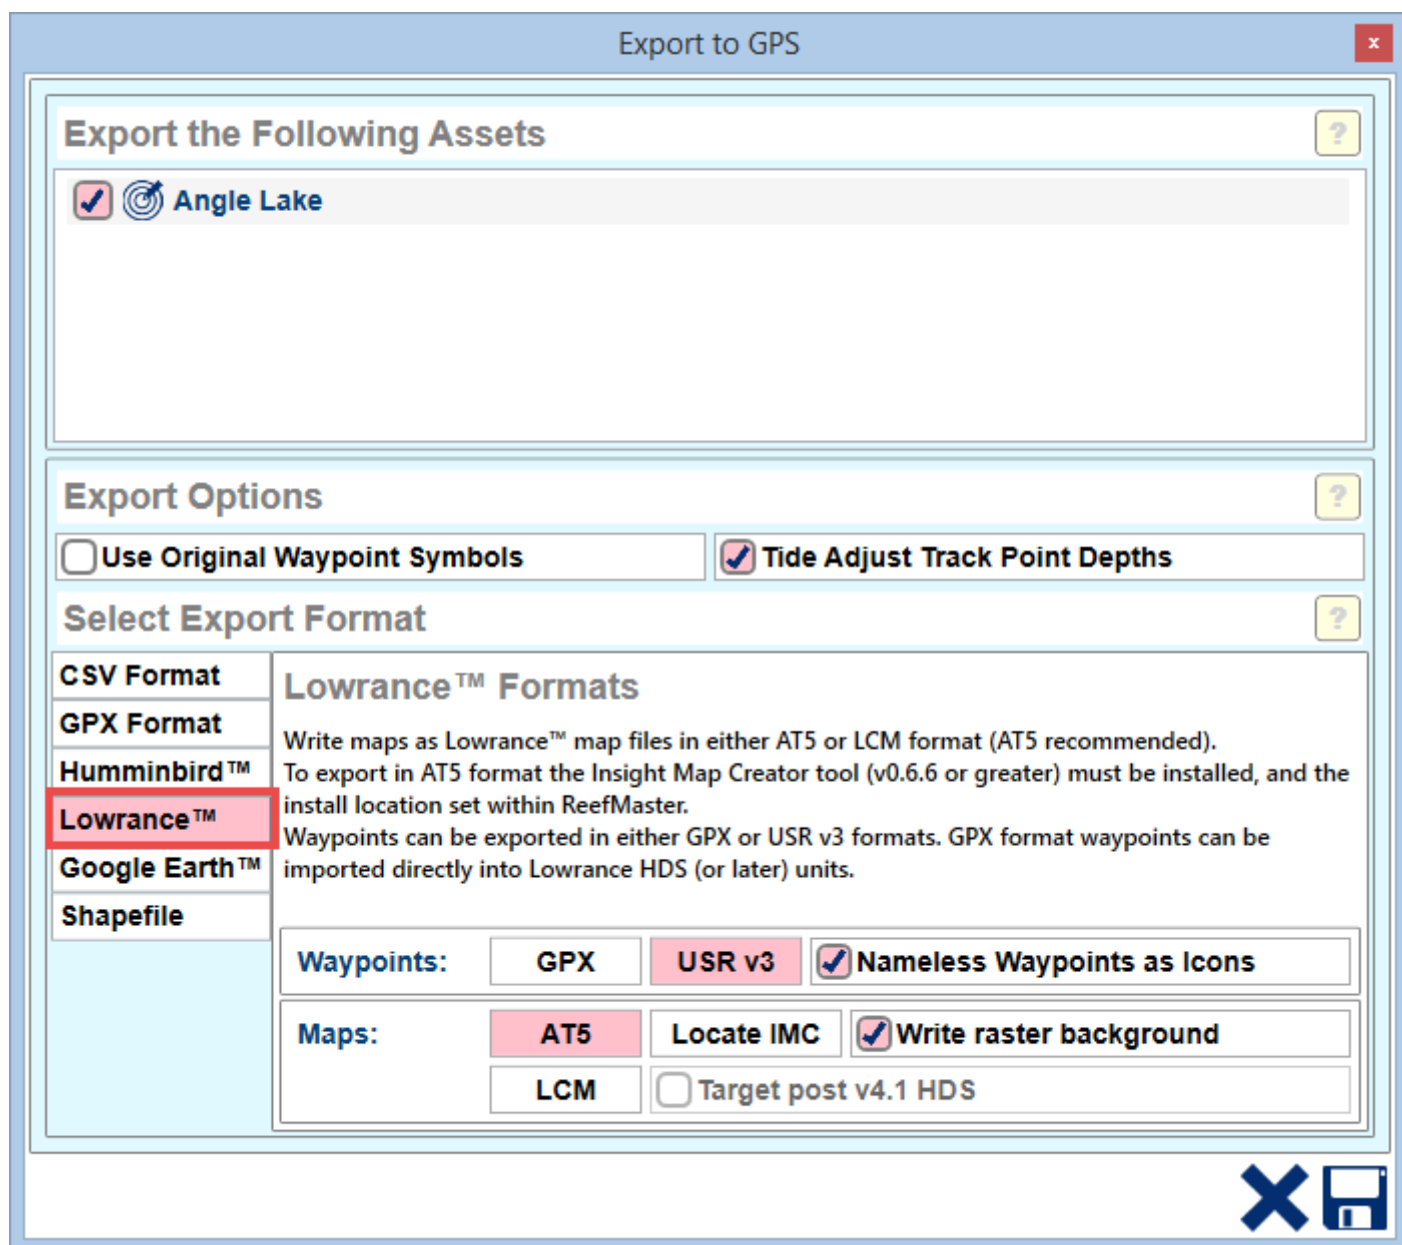 Export to GPS
x
Export the Following Assets
?
Angle Lake
Export Options
?
Use Original Waypoint Symbols
Tide Adjust Track Point Depths
Select Export Format
?
CSV Format
GPX Format
Humminbird™
Lowrance™
Google Earth™
Shapefile
Lowrance™ Formats
Write maps as Lowrance™ map files in either AT5 or LCM format (AT5 recommended).
To export in AT5 format the Insight Map Creator tool (v0.6.6 or greater) must be installed, and the
install location set within ReefMaster.
Waypoints can be exported in either GPX or USR v3 formats. GPX format waypoints can be
imported directly into Lowrance HDS (or later) units.
Waypoints: GPX USR v3 Nameless Waypoints as Icons
Maps: AT5 Locate IMC Write raster background
LCM Target post v4.1 HDS